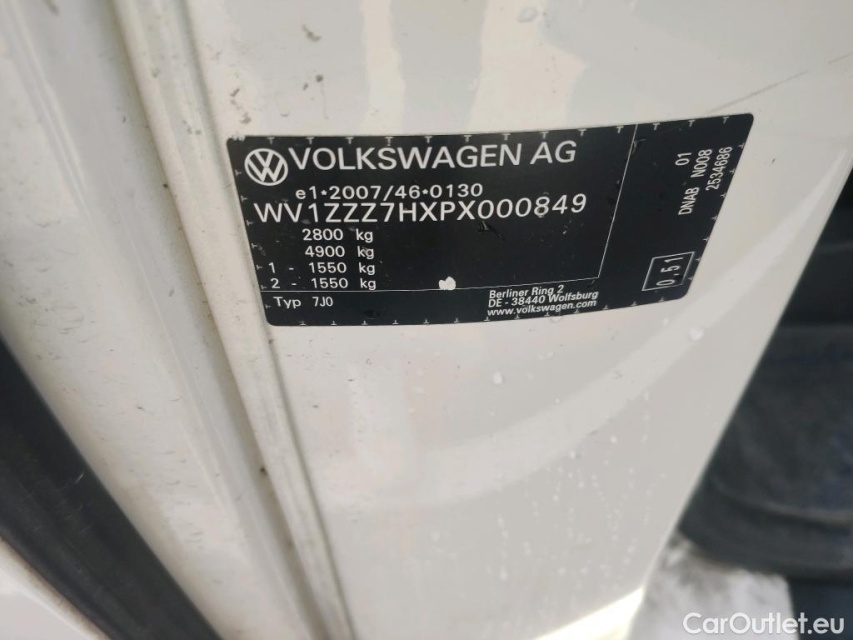 VOLKSWAGEN AG
e1*2007/46*0130
WV1ZZZ7HXPX000849
2800 kg
4900 kg
1 - 1550 kg
2 - 1550 kg
Typ 7J0
Berliner Ring 2
DE - 38440 Wolfsburg
www.volkswagen.com
01
DNAB N008
2534686
0,51
CarOutlet.eu